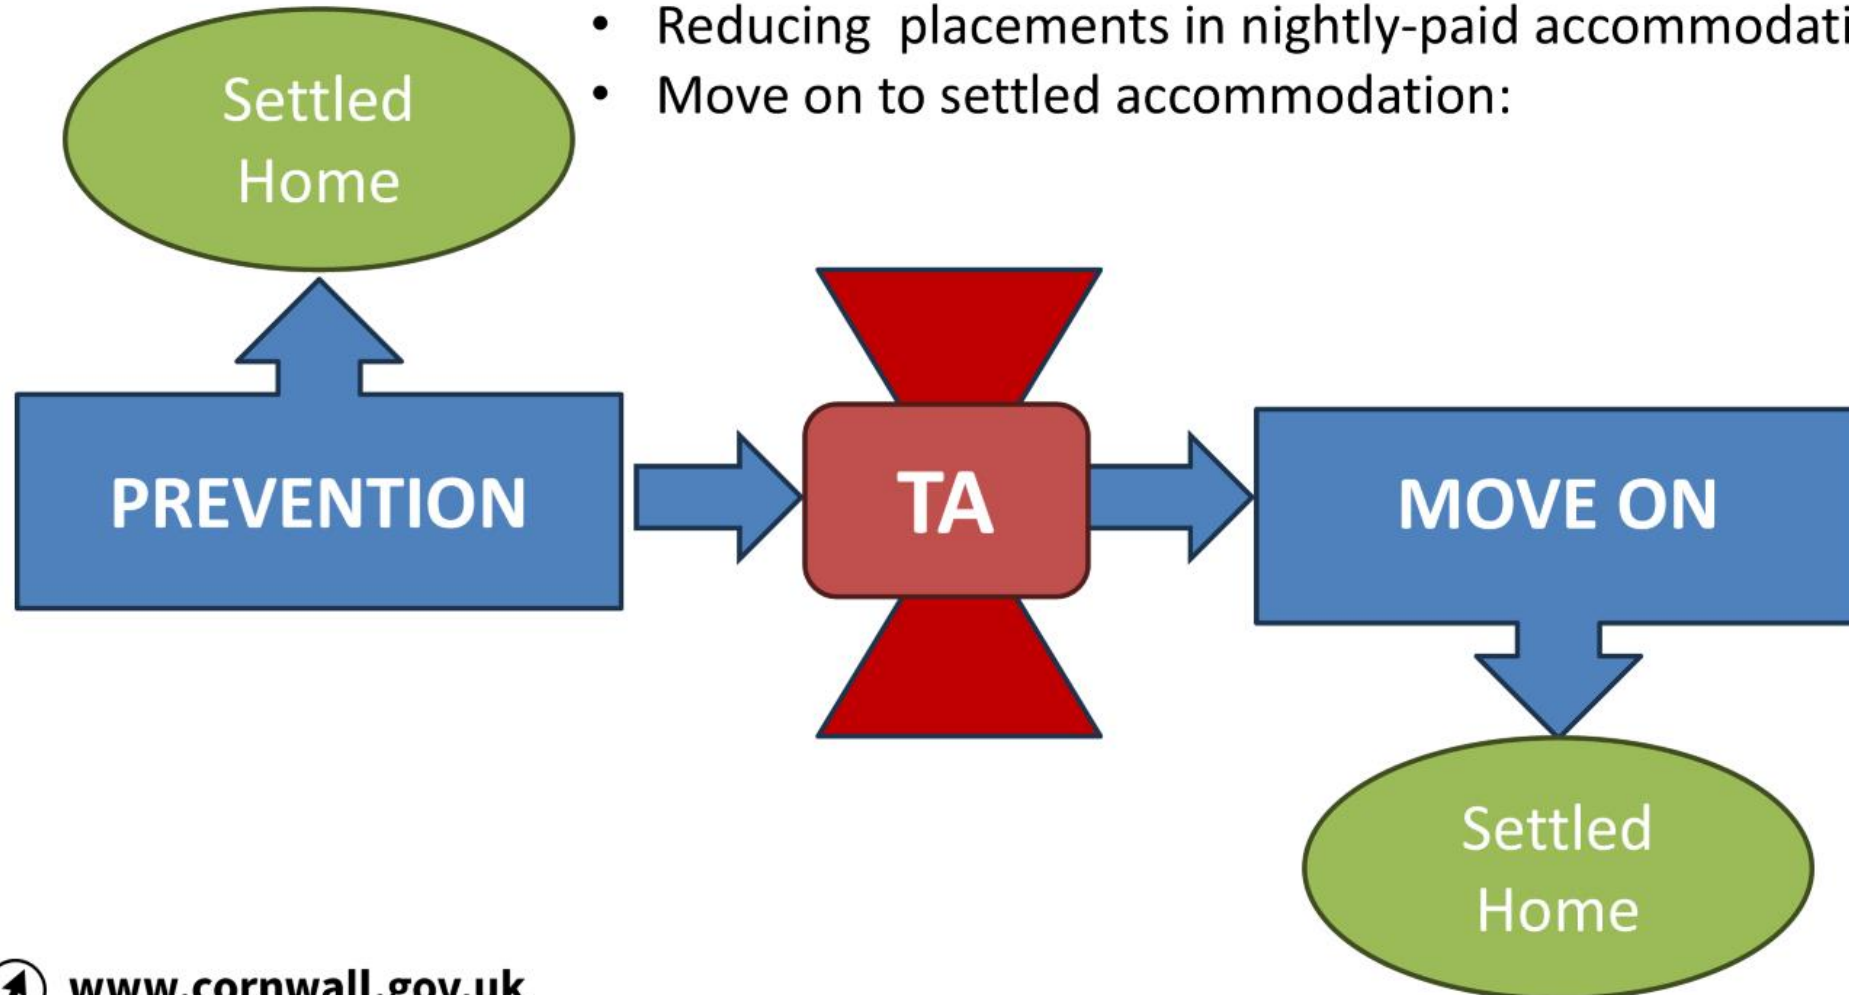 • Reducing  placements in nightly-paid accommodati
• Move on to settled accommodation:
Settled
Home
PREVENTION
TA
MOVE ON
Settled
Home
www.cornwall.gov.uk